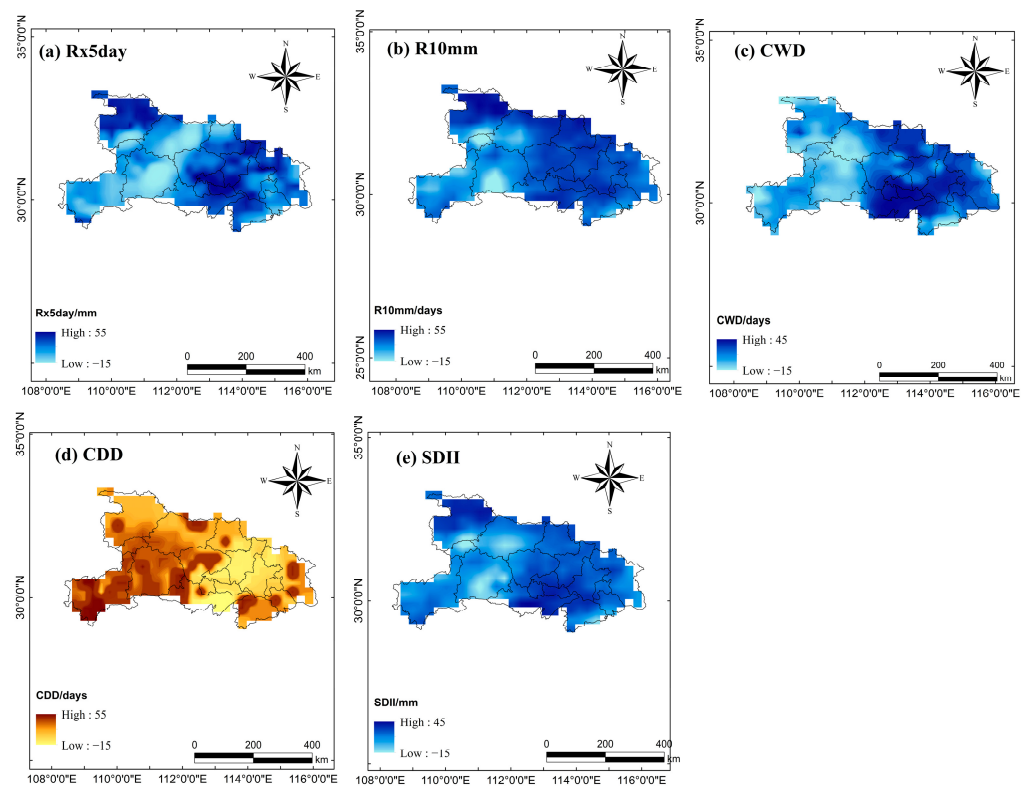 (a) Rx5day
N
W
E
S
35°0'0"N
30°0'0"N
Rx5day/mm
High : 55
Low : −15
0 200 400
km
108°0'0"E 110°0'0"E 112°0'0"E 114°0'0"E 116°0'0"E
(b) R10mm
N
W
E
S
35°0'0"N
30°0'0"N
25°0'0"N
R10mm/days
High : 55
Low : −15
0 200 400
km
108°0'0"E 110°0'0"E 112°0'0"E 114°0'0"E 116°0'0"E
(c) CWD
N
W
E
S
35°0'0"N
30°0'0"N
CWD/days
High : 45
Low : −15
0 200 400
km
108°0'0"E 110°0'0"E 112°0'0"E 114°0'0"E 116°0'0"E
(d) CDD
N
W
E
S
35°0'0"N
30°0'0"N
CDD/days
High : 55
Low : −15
0 200 400
km
108°0'0"E 110°0'0"E 112°0'0"E 114°0'0"E 116°0'0"E
(e) SDII
N
W
E
S
35°0'0"N
30°0'0"N
SDII/mm
High : 45
Low : −15
0 200 400
km
108°0'0"E 110°0'0"E 112°0'0"E 114°0'0"E 116°0'0"E